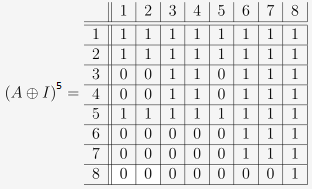 1 2 3 4 5 6 7 8
1 1 1 1 1 1 1 1 1
2 1 1 1 1 1 1 1 1
3 0 0 1 1 0 1 1 1
4 0 0 1 1 0 1 1 1
(A ⊕ I)⁵ =
5 1 1 1 1 1 1 1 1
6 0 0 0 0 0 1 1 1
7 0 0 0 0 0 1 1 1
8 0 0 0 0 0 0 0 1